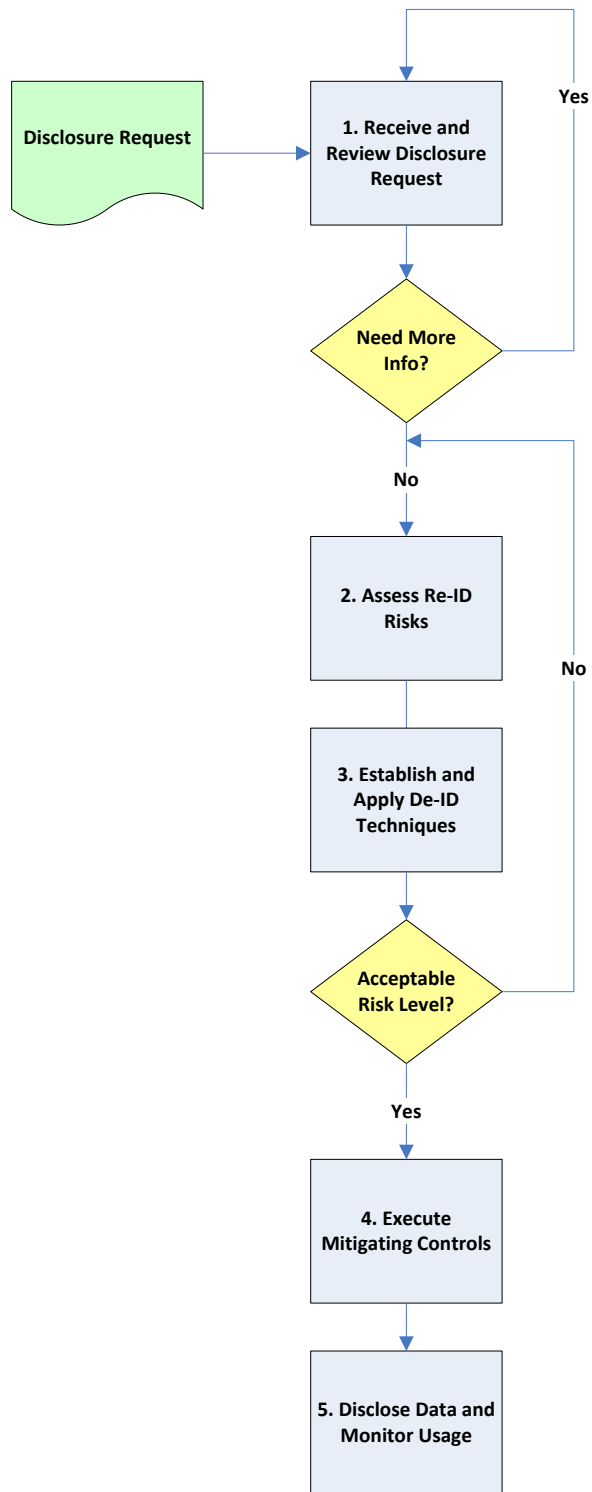 Disclosure Request
1. Receive and
Review Disclosure
Request
Yes
Need More
Info?
No
2. Assess Re-ID
Risks
No
3. Establish and
Apply De-ID
Techniques
Acceptable
Risk Level?
Yes
4. Execute
Mitigating Controls
5. Disclose Data and
Monitor Usage